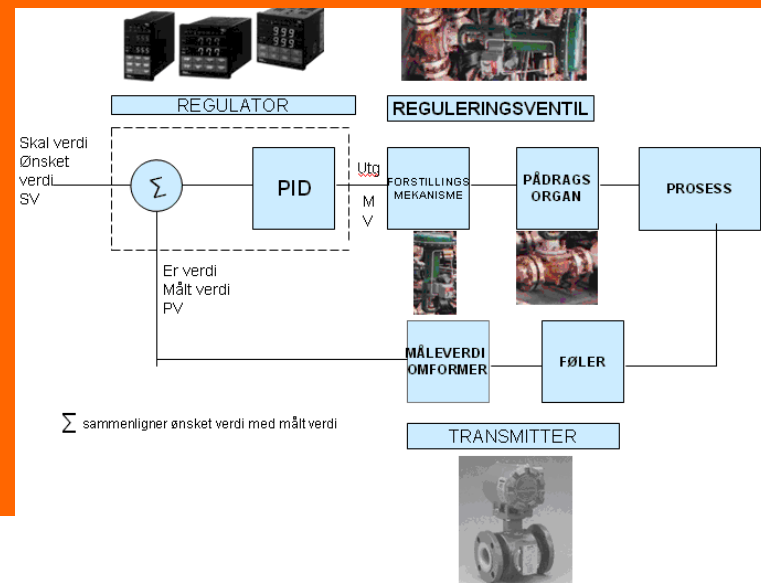 REGULATOR
REGULERINGSVENTIL
Skal verdi
Ønsket
verdi
SV
Σ
PID
Utg
M
V
FORSTILLINGS
MEKANISME
PÅDRAGS
ORGAN
PROSESS
Er verdi
Målt verdi
PV
MÅLEVERDI
OMFORMER
FØLER
Σ sammenligner ønsket verdi med målt verdi
TRANSMITTER